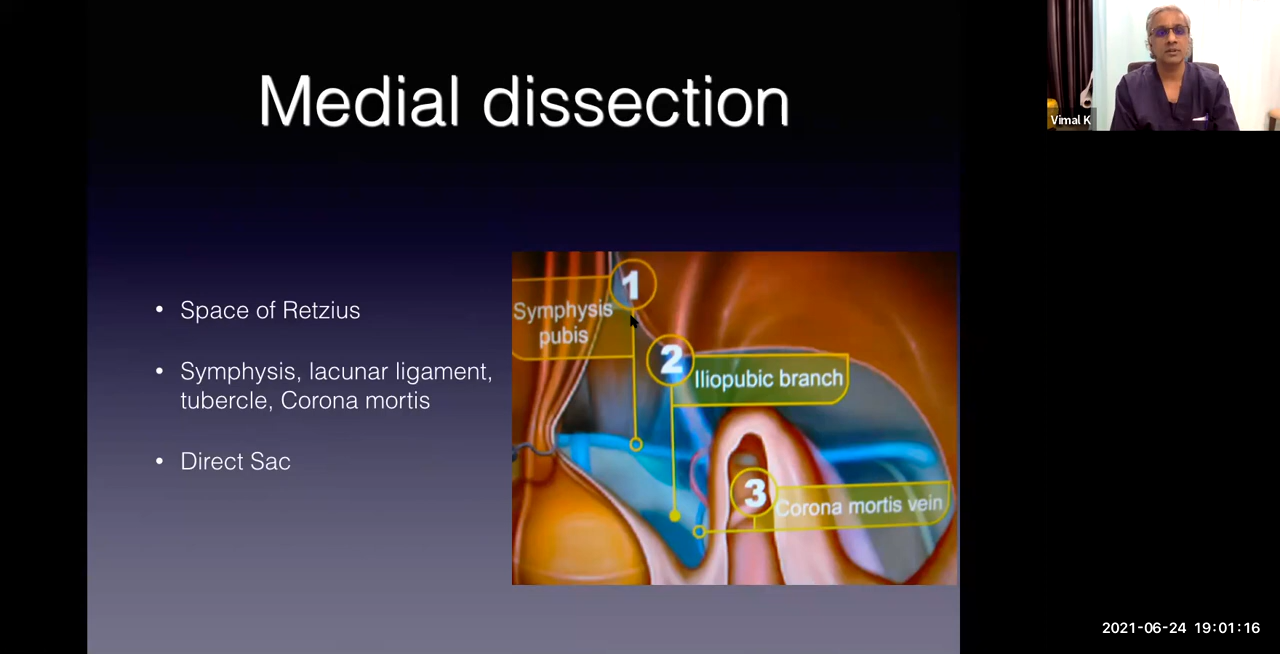 Medial dissection
• Space of Retzius
• Symphysis, lacunar ligament,
tubercle, Corona mortis
• Direct Sac
1
Symphysis
pubis
2
Iliopubic branch
3
Corona mortis vein
Vimal K
2021-06-24 19:01:16